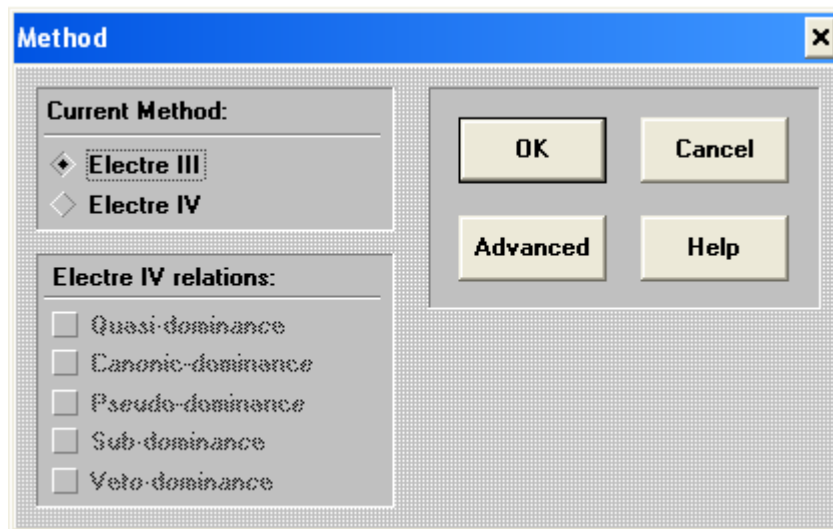 Method
Current Method:
Electre III
Electre IV
OK
Cancel
Advanced
Help
Electre IV relations:
Quasi-dominance
Canonic-dominance
Pseudo-dominance
Sub-dominance
Veto-dominance